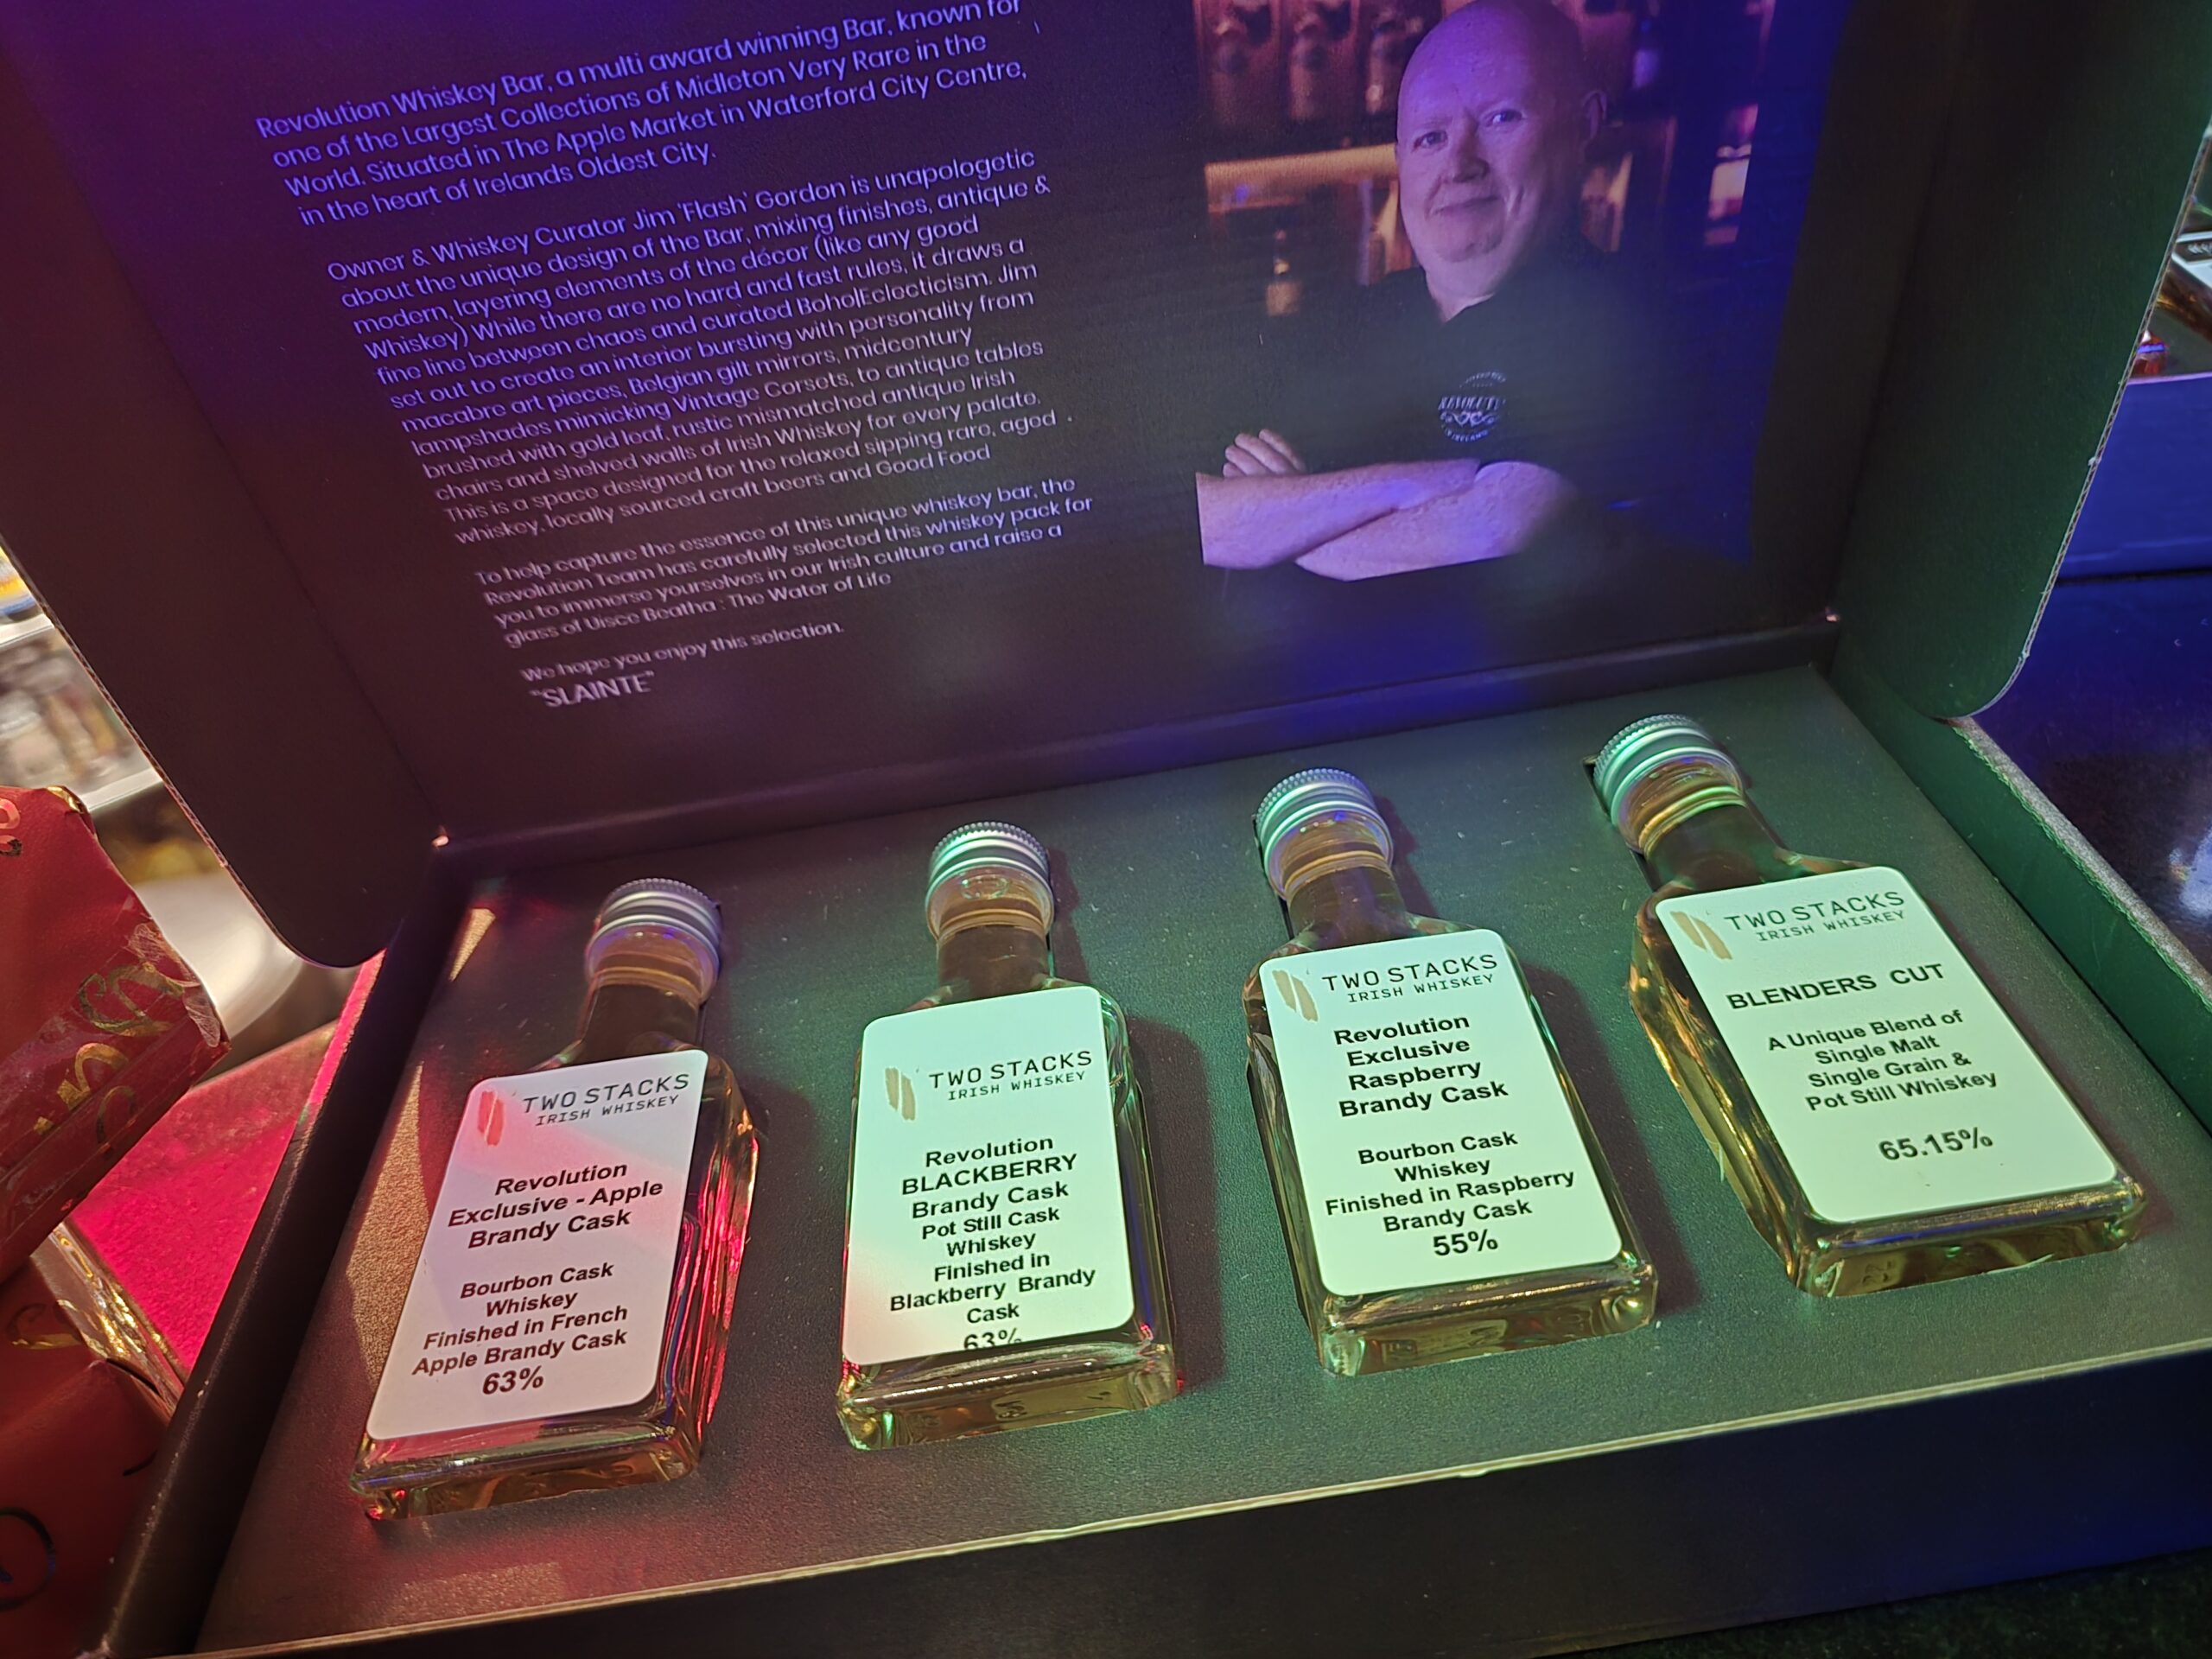 Revolution Whiskey Bar, a multi award winning Bar, known for
one of the Largest Collections of Midleton Very Rare in the
World. Situated in The Apple Market in Waterford City Centre,
in the heart of Irelands Oldest City.
Owner & Whiskey Curator Jim 'Flash' Gordon is unapologetic
about the unique design of the Bar, mixing finishes, antique &
modern, layering elements of the décor (like any good
Whiskey) While there are no hard and fast rules, it draws a
fine line between chaos and curated Boho|Eclecticism. Jim
set out to create an interior bursting with personality from
macabre art pieces, Belgian gilt mirrors, midcentury
lampshades mimicking Vintage Corsets, to antique tables
brushed with gold leaf, rustic mismatched antique Irish
chairs and shelved walls of Irish Whiskey for every palate.
This is a space designed for the relaxed sipping rare, aged
whiskey, locally sourced craft beers and Good Food
To help capture the essence of this unique whiskey bar, the
Revolution Team has carefully selected this whiskey pack for
you to immerse yourselves in our Irish culture and raise a
glass of Uisce Beatha : The Water of Life
We hope you enjoy this selection.
"SLAINTE"
TWO STACKS
IRISH WHISKEY
Revolution
Exclusive - Apple
Brandy Cask
Bourbon Cask
Whiskey
Finished in French
Apple Brandy Cask
63%
TWO STACKS
IRISH WHISKEY
Revolution
BLACKBERRY
Brandy Cask
Pot Still Cask
Whiskey
Finished in
Blackberry Brandy
Cask
63%
TWO STACKS
IRISH WHISKEY
Revolution
Exclusive
Raspberry
Brandy Cask
Bourbon Cask
Whiskey
Finished in Raspberry
Brandy Cask
55%
TWO STACKS
IRISH WHISKEY
BLENDERS CUT
A Unique Blend of
Single Malt
Single Grain &
Pot Still Whiskey
65.15%